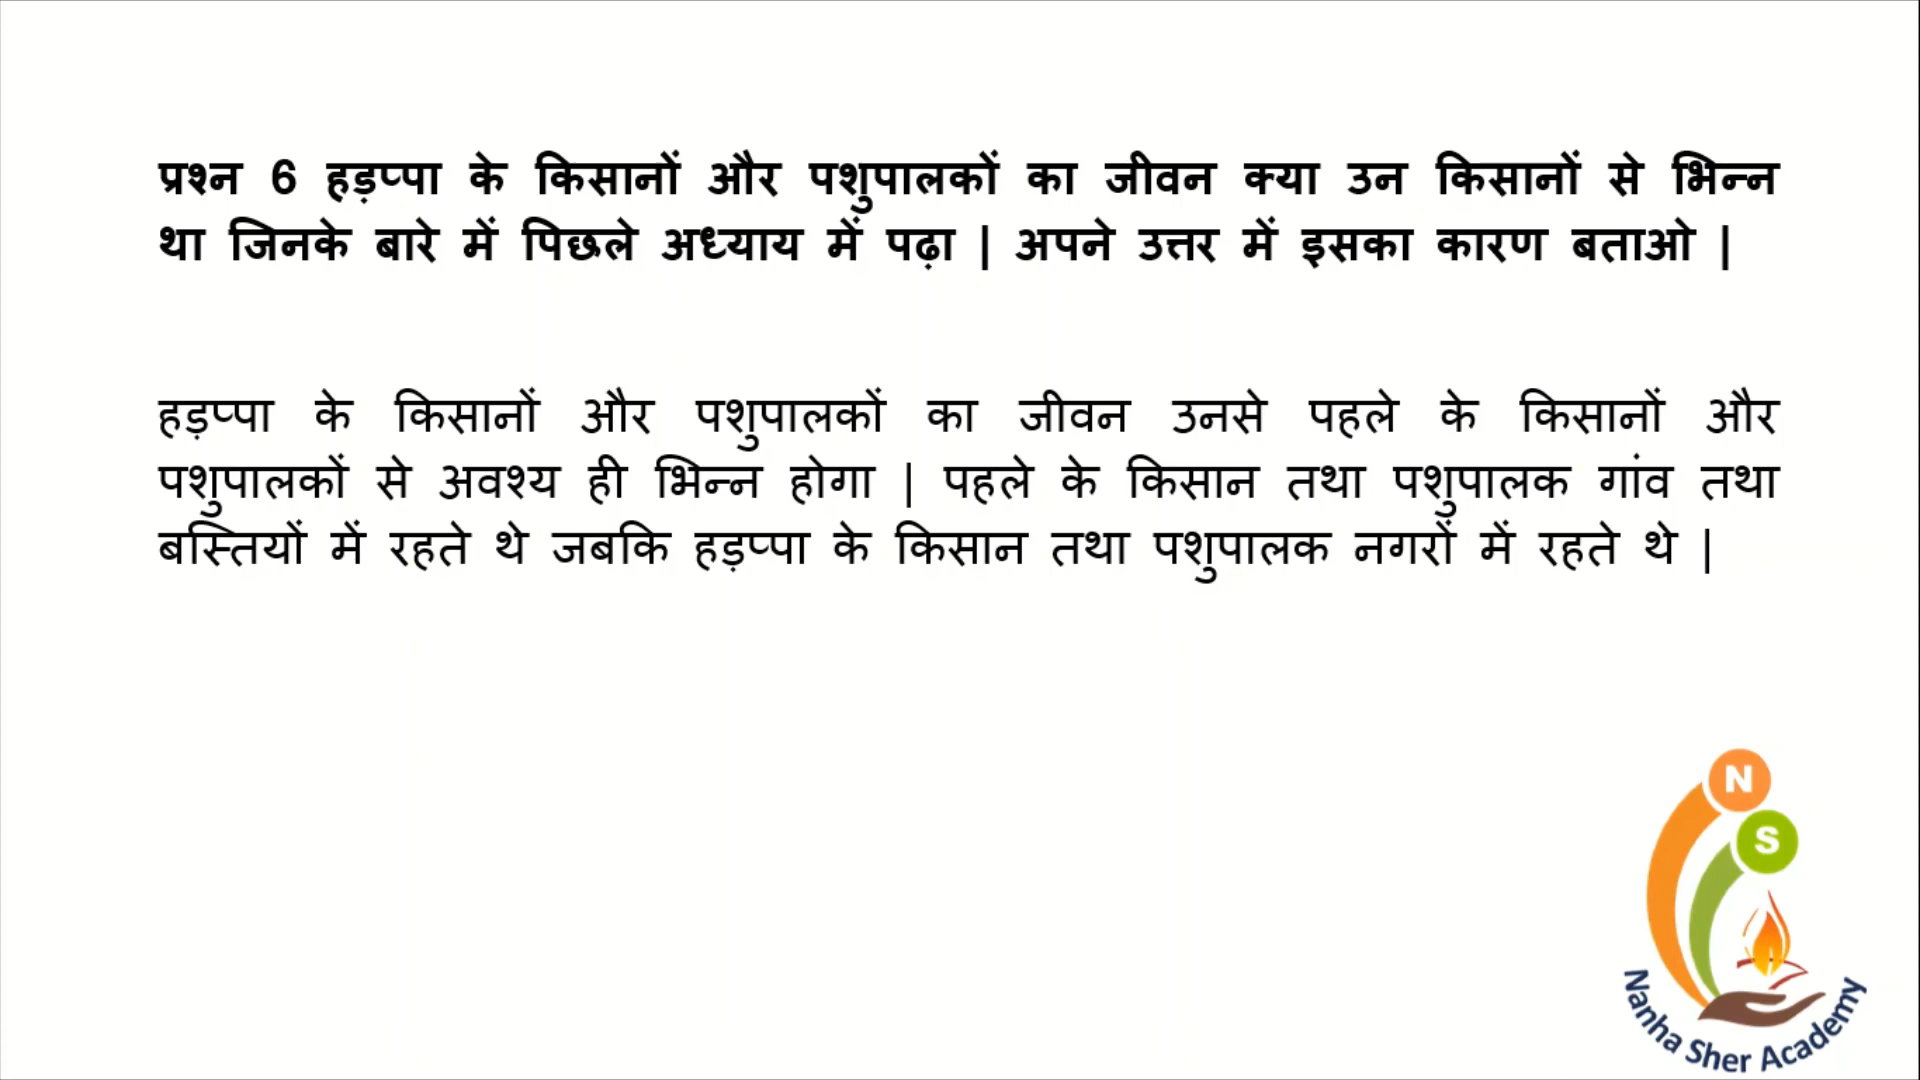 प्रश्न 6 हड़प्पा के किसानों और पशुपालकों का जीवन क्या उन किसानों से भिन्न
था जिनके बारे में पिछले अध्याय में पढ़ा | अपने उत्तर में इसका कारण बताओ |
हड़प्पा के किसानों और पशुपालकों का जीवन उनसे पहले के किसानों और
पशुपालकों से अवश्य ही भिन्न होगा | पहले के किसान तथा पशुपालक गांव तथा
बस्तियों में रहते थे जबकि हड़प्पा के किसान तथा पशुपालक नगरों में रहते थे |
N
S
Nanha Sher Academy